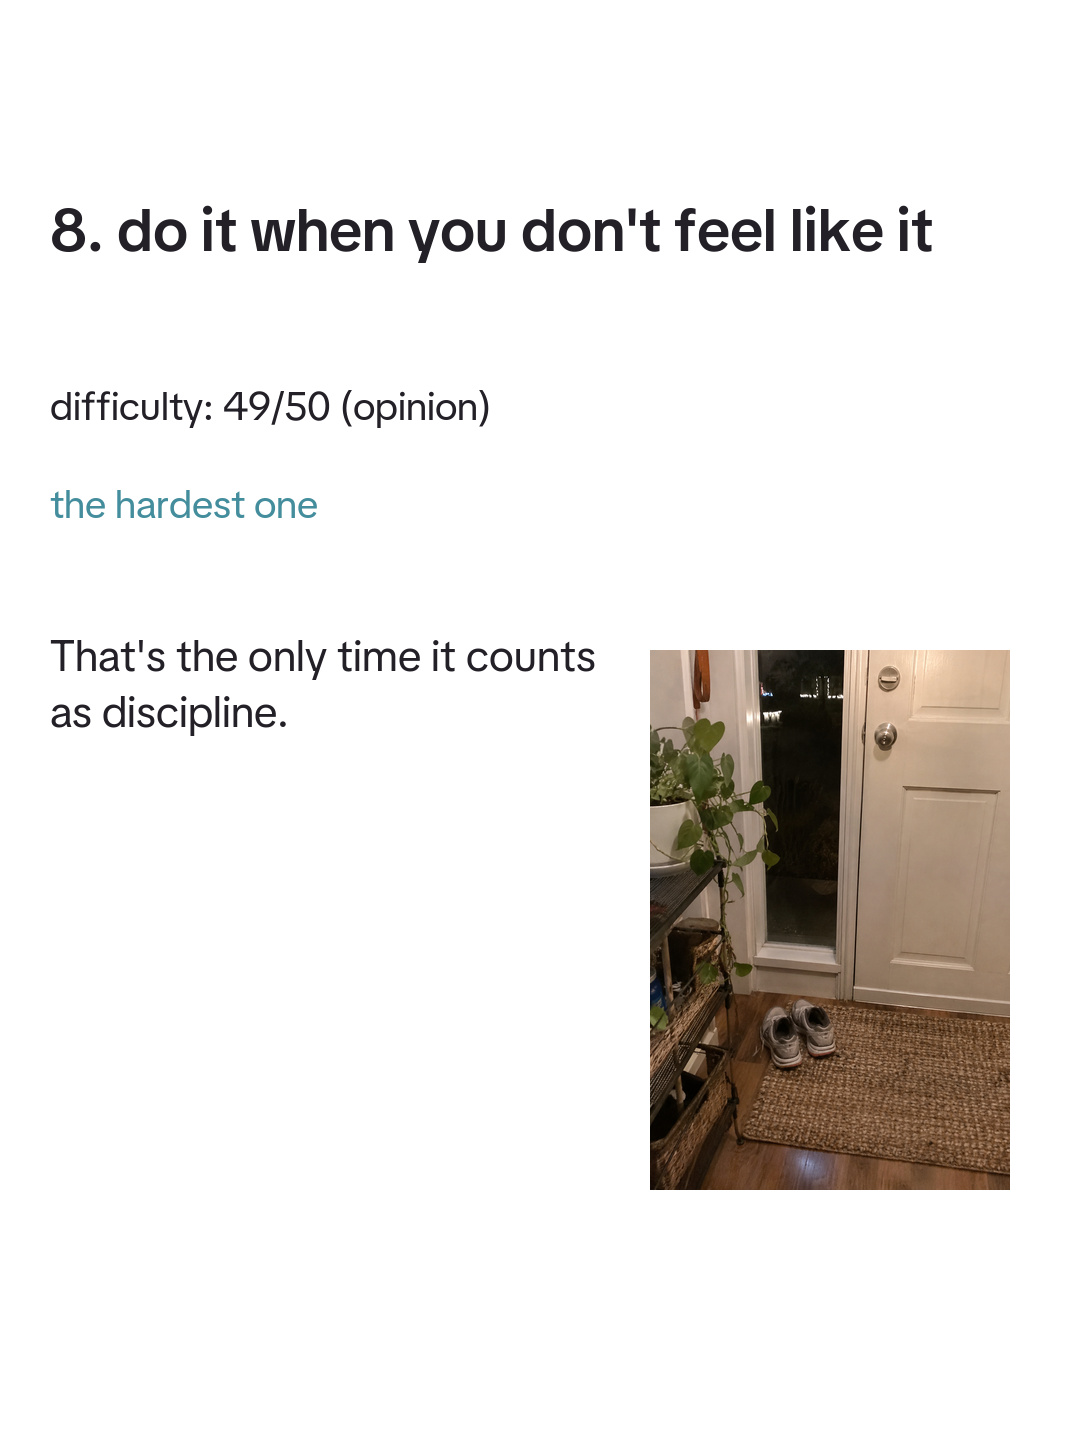 8. do it when you don't feel like it
difficulty: 49/50 (opinion)
the hardest one
That's the only time it counts
as discipline.